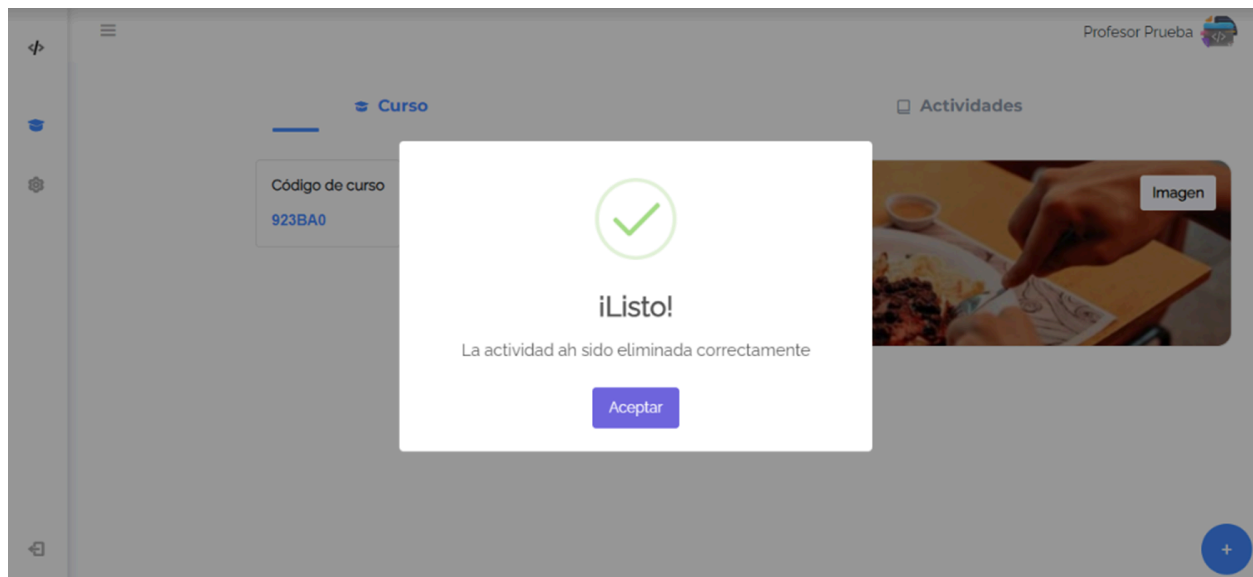 Profesor Prueba
Curso
Actividades
Código de curso
923BA0
Imagen
¡Listo!
La actividad ah sido eliminada correctamente
Aceptar